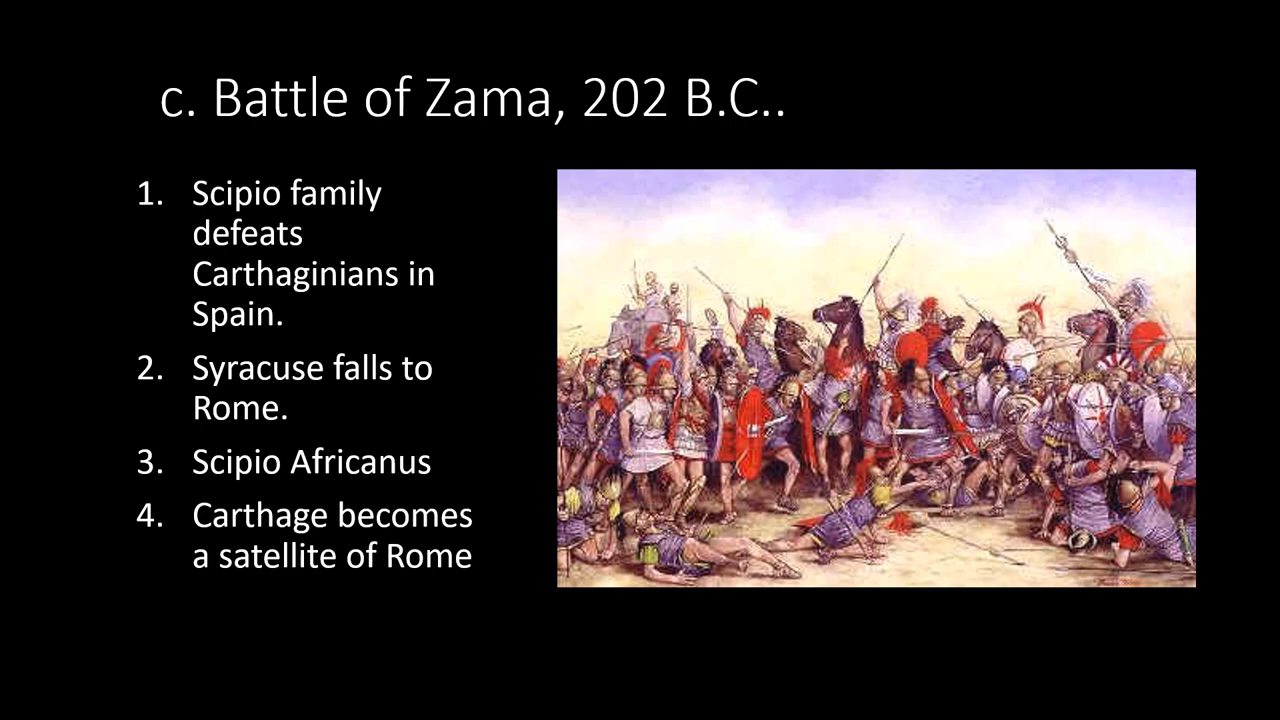 c. Battle of Zama, 202 B.C..
1. Scipio family
defeats
Carthaginians in
Spain.
2. Syracuse falls to
Rome.
3. Scipio Africanus
4. Carthage becomes
a satellite of Rome